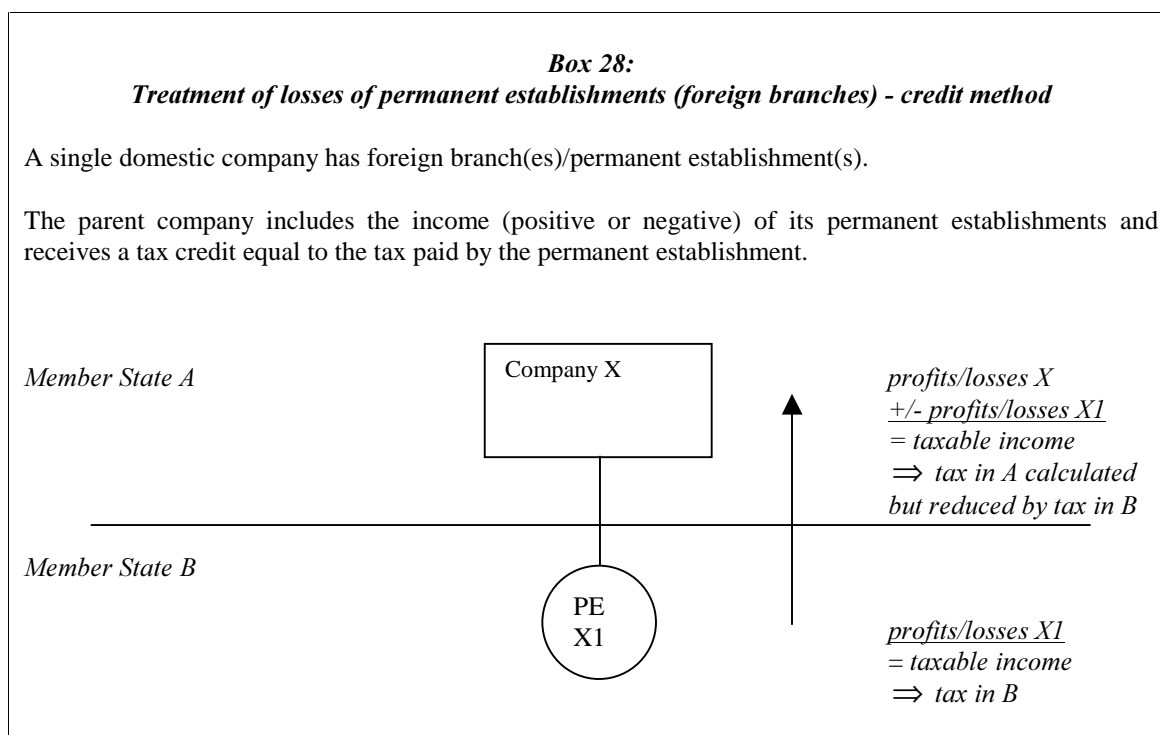 Box 28:
Treatment of losses of permanent establishments (foreign branches) - credit method
A single domestic company has foreign branch(es)/permanent establishment(s).
The parent company includes the income (positive or negative) of its permanent establishments and
receives a tax credit equal to the tax paid by the permanent establishment.
Member State A
Company X
profits/losses X
+/- profits/losses X1
= taxable income
⇒ tax in A calculated
but reduced by tax in B
Member State B
PE
X1
profits/losses X1
= taxable income
⇒ tax in B